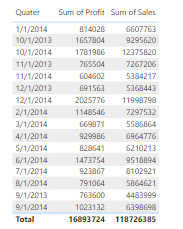 Quater Sum of Profit Sum of Sales
1/1/2014 814028 6607763
10/1/2013 1657804 9295620
10/1/2014 1781986 12375820
11/1/2013 765504 7267206
11/1/2014 604602 5384217
12/1/2013 691563 5368443
12/1/2014 2025776 11998798
2/1/2014 1148546 7297532
3/1/2014 669871 5586864
4/1/2014 929986 6964776
5/1/2014 828641 6210213
6/1/2014 1473754 9518894
7/1/2014 923867 8102921
8/1/2014 791064 5864621
9/1/2013 763600 4483999
9/1/2014 1023132 6398698
Total 16893724 118726385